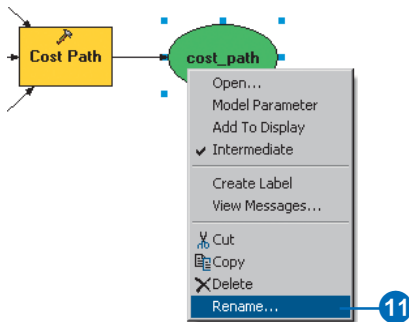 Cost Path
cost_path
Open...
Model Parameter
Add To Display
Intermediate
Create Label
View Messages...
Cut
Copy
Delete
Rename...
11